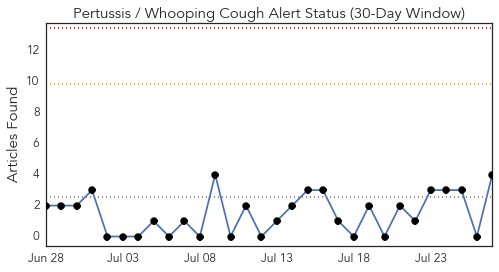 Pertussis / Whooping Cough Alert Status (30-Day Window)
Articles Found
12
10
8
6
4
2
0
Jun 28
Jul 03
Jul 08
Jul 13
Jul 18
Jul 23